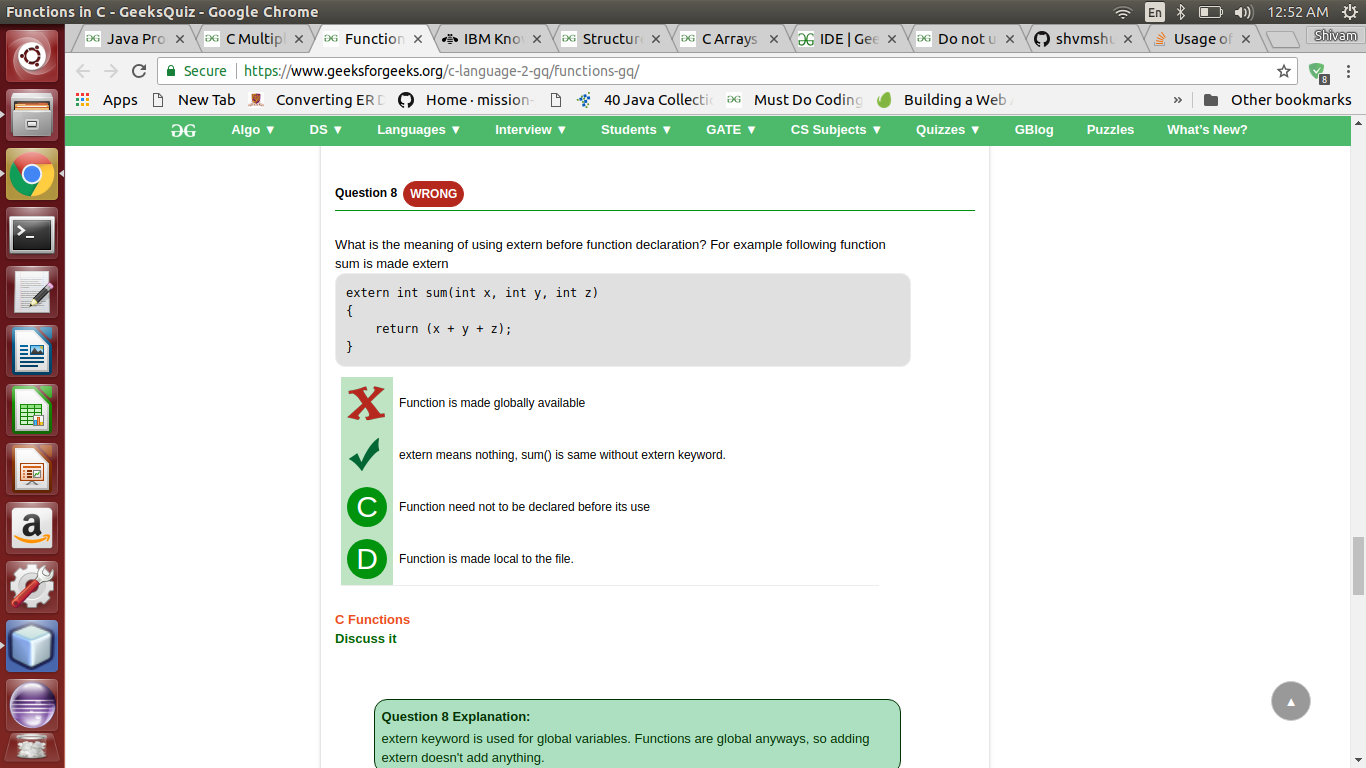 Functions in C - GeeksQuiz - Google Chrome
En
12:52 AM
Shivam
Java Pro
C Multipl
Function
IBM Kno
Structur
C Arrays
IDE | Gee
Do not u
shvmshu
Usage of
Secure
https://www.geeksforgeeks.org/c-language-2-gq/functions-gq/
8
Apps
New Tab
Converting ER D
Home · mission-
40 Java Collecti
Must Do Coding
Building a Web
»
Other bookmarks
Algo ▼
DS ▼
Languages ▼
Interview ▼
Students ▼
GATE ▼
CS Subjects ▼
Quizzes ▼
GBlog
Puzzles
What's New?
Question 8 WRONG
What is the meaning of using extern before function declaration? For example following function
sum is made extern
extern int sum(int x, int y, int z)
{
    return (x + y + z);
}
Function is made globally available
extern means nothing, sum() is same without extern keyword.
C Function need not to be declared before its use
D Function is made local to the file.
C Functions
Discuss it
Question 8 Explanation:
extern keyword is used for global variables. Functions are global anyways, so adding
extern doesn't add anything.